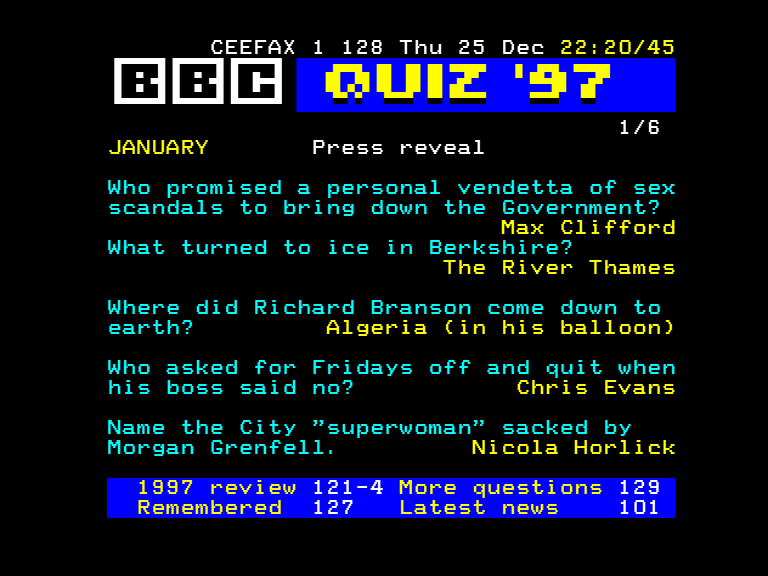 CEEFAX 1 128 Thu 25 Dec 22:20/45
BBC QUIZ '97
1/6
JANUARY Press reveal
Who promised a personal vendetta of sex
scandals to bring down the Government?
Max Clifford
What turned to ice in Berkshire?
The River Thames
Where did Richard Branson come down to
earth? Algeria (in his balloon)
Who asked for Fridays off and quit when
his boss said no? Chris Evans
Name the City ”superwoman” sacked by
Morgan Grenfell. Nicola Horlick
1997 review 121-4 More questions 129
Remembered 127 Latest news 101